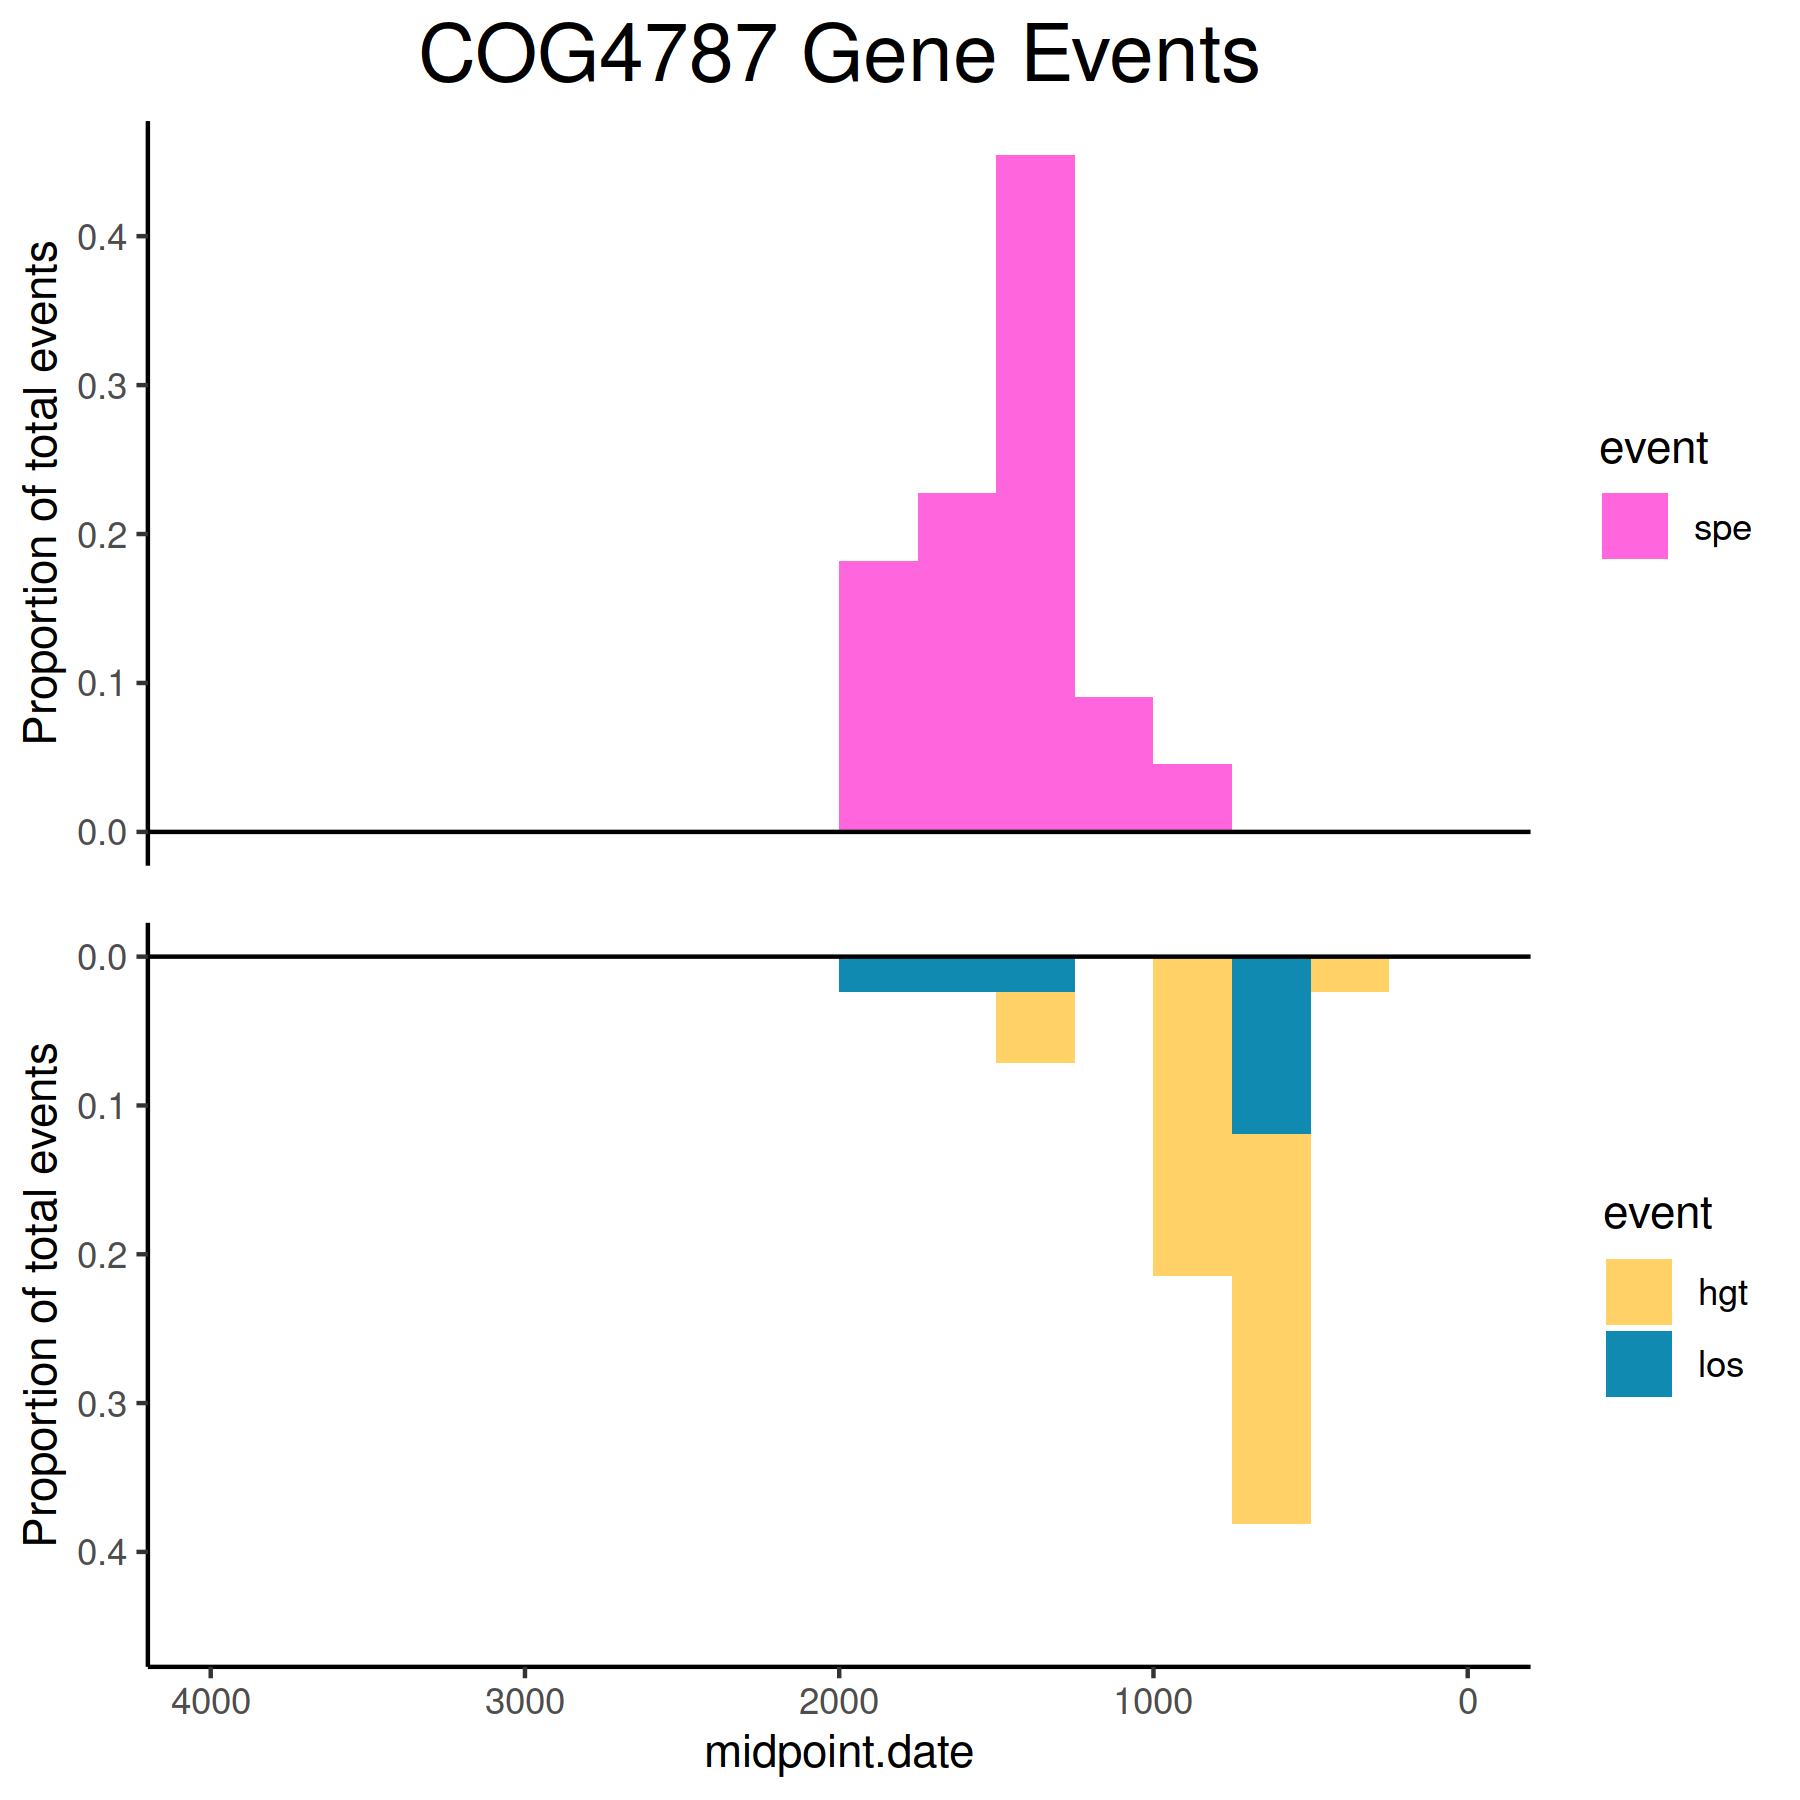 COG4787 Gene Events
Proportion of total events
0.4
0.3
0.2
0.1
0.0
event
spe
Proportion of total events
0.0
0.1
0.2
0.3
0.4
event
hgt
los
4000 3000 2000 1000 0
midpoint.date